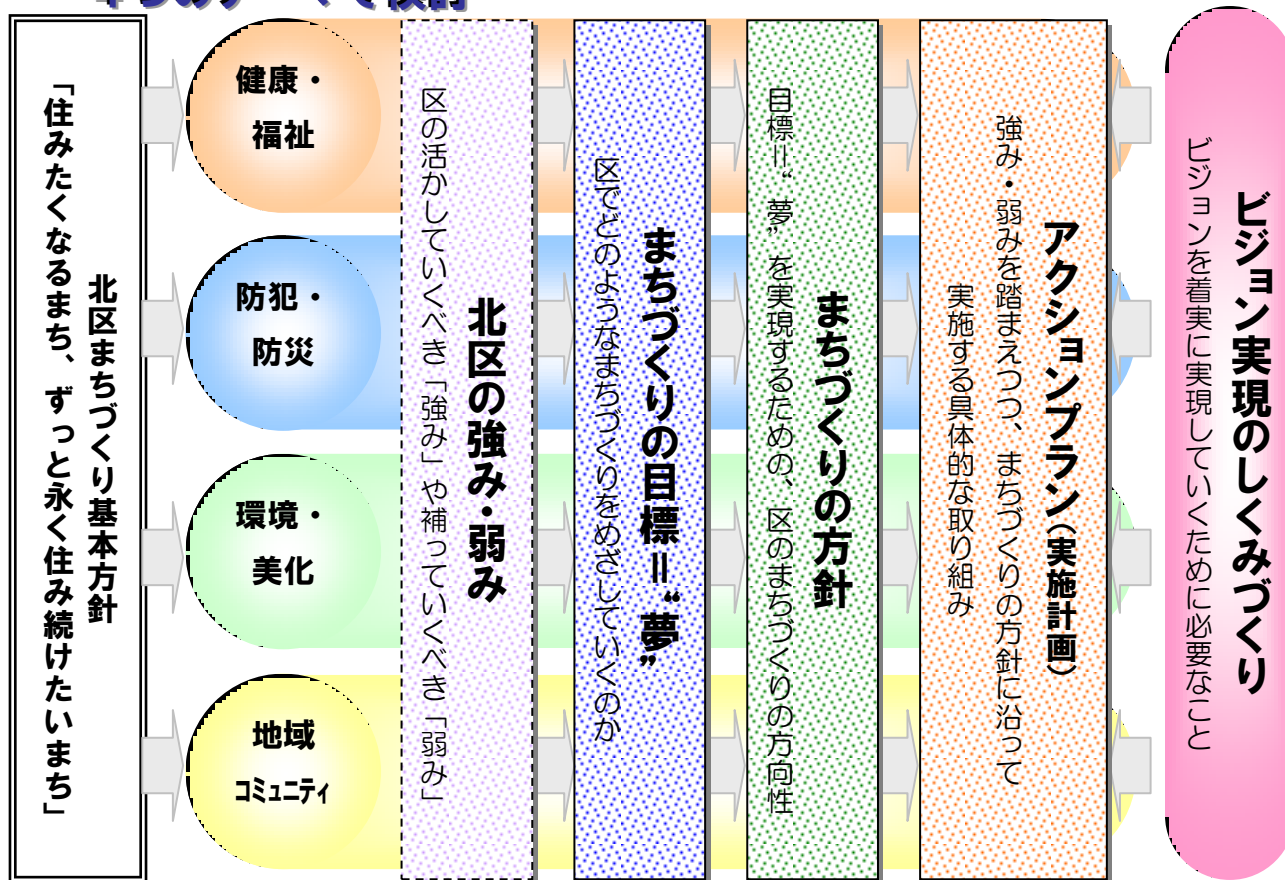 北区まちづくり基本方針
「住みたくなるまち、ずっと永く住み続けたいまち」
健康・
福祉
防犯・
防災
環境・
美化
地域
コミュニティ
北区の強み・弱み
区の活かしていくべき「強み」や補っていくべき「弱み」
まちづくりの目標＝“夢”
区でどのようなまちづくりをめざしていくのか
まちづくりの方針
目標＝“夢”を実現するための、区のまちづくりの方向性
アクションプラン（実施計画）
強み・弱みを踏まえつつ、まちづくりの方針に沿って
実施する具体的な取り組み
ビジョン実現のしくみづくり
ビジョンを着実に実現していくために必要なこと